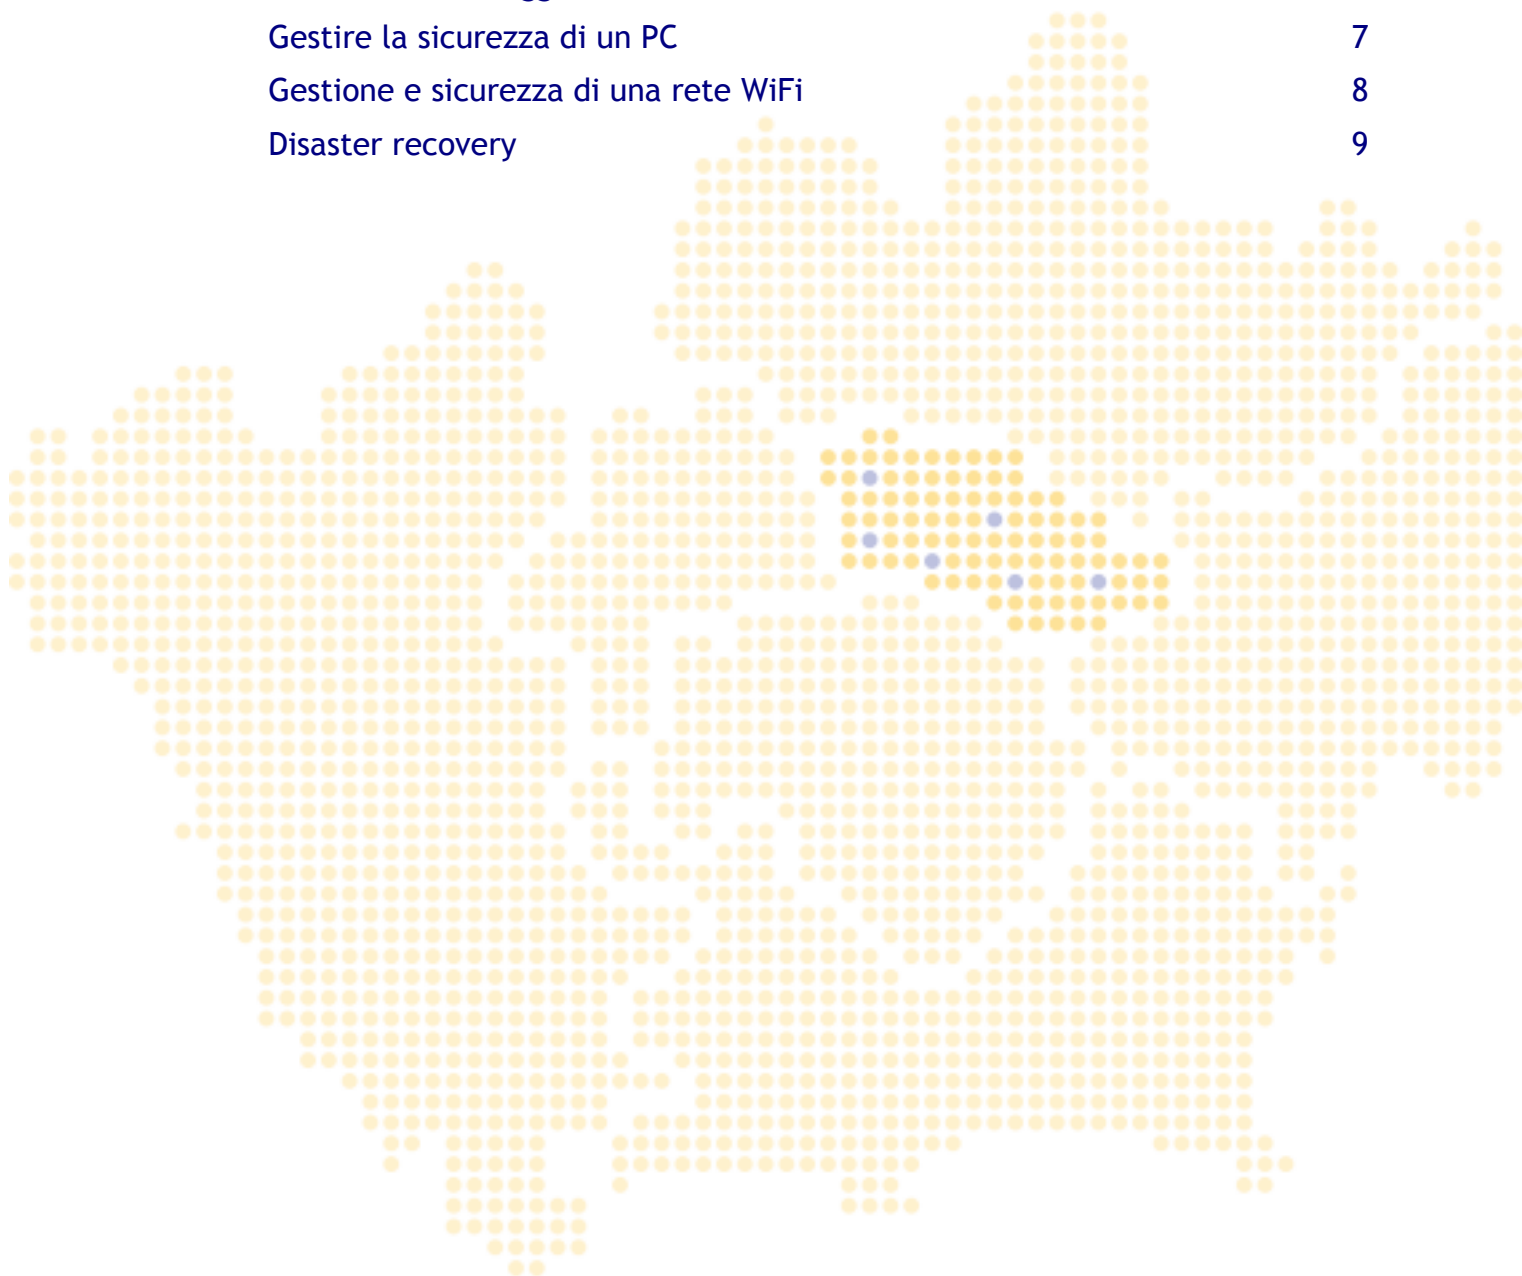 Gestire la sicurezza di un PC 7
Gestione e sicurezza di una rete WiFi 8
Disaster recovery 9